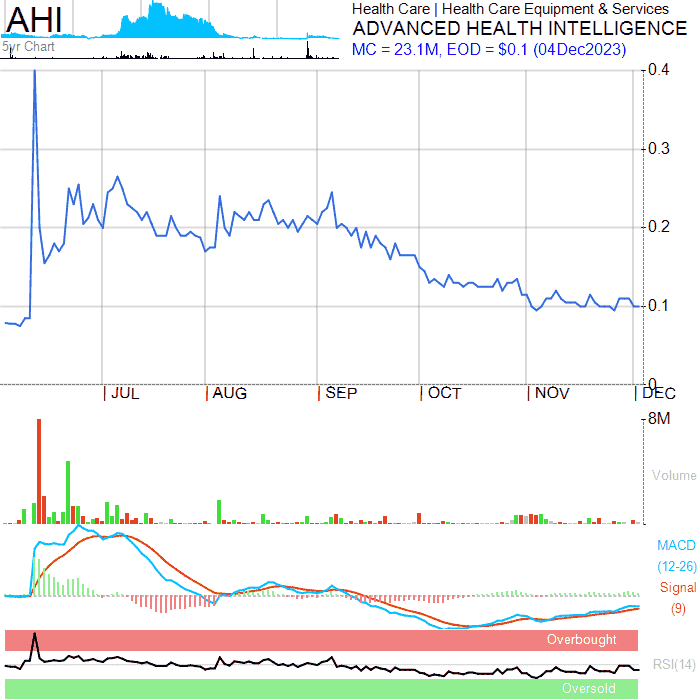 AHI
5yr Chart
Health Care | Health Care Equipment & Services
ADVANCED HEALTH INTELLIGENCE
MC = 23.1M, EOD = $0.1 (04Dec2023)
0.4
0.3
0.2
0.1
0
JUL AUG SEP OCT NOV DEC
8M
Volume
MACD
(12-26)
Signal
(9)
Overbought
RSI(14)
Oversold